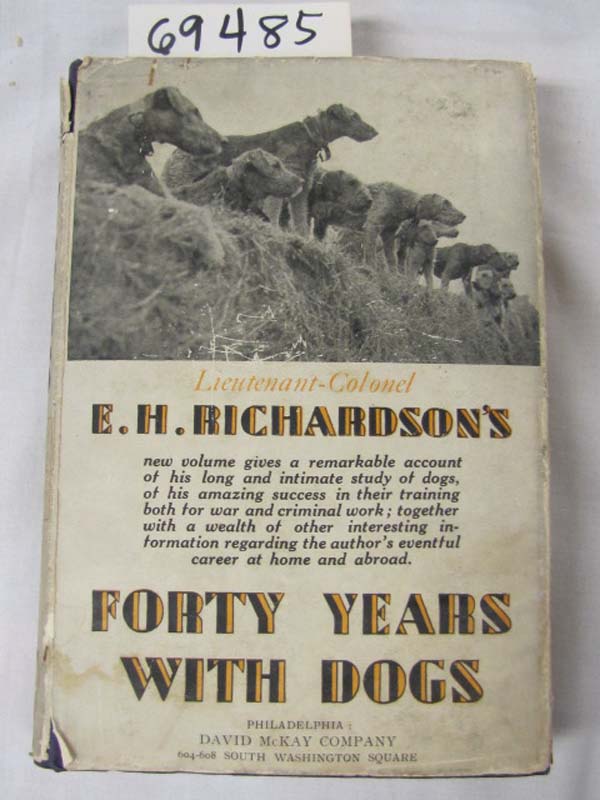 69485
Lieutenant-Colonel
E. H. RICHARDSON'S
new volume gives a remarkable account
of his long and intimate study of dogs,
of his amazing success in their training
both for war and criminal work; together
with a wealth of other interesting in-
formation regarding the author's eventful
career at home and abroad.
FORTY YEARS
WITH DOGS
PHILADELPHIA:
DAVID McKAY COMPANY
604-608 SOUTH WASHINGTON SQUARE